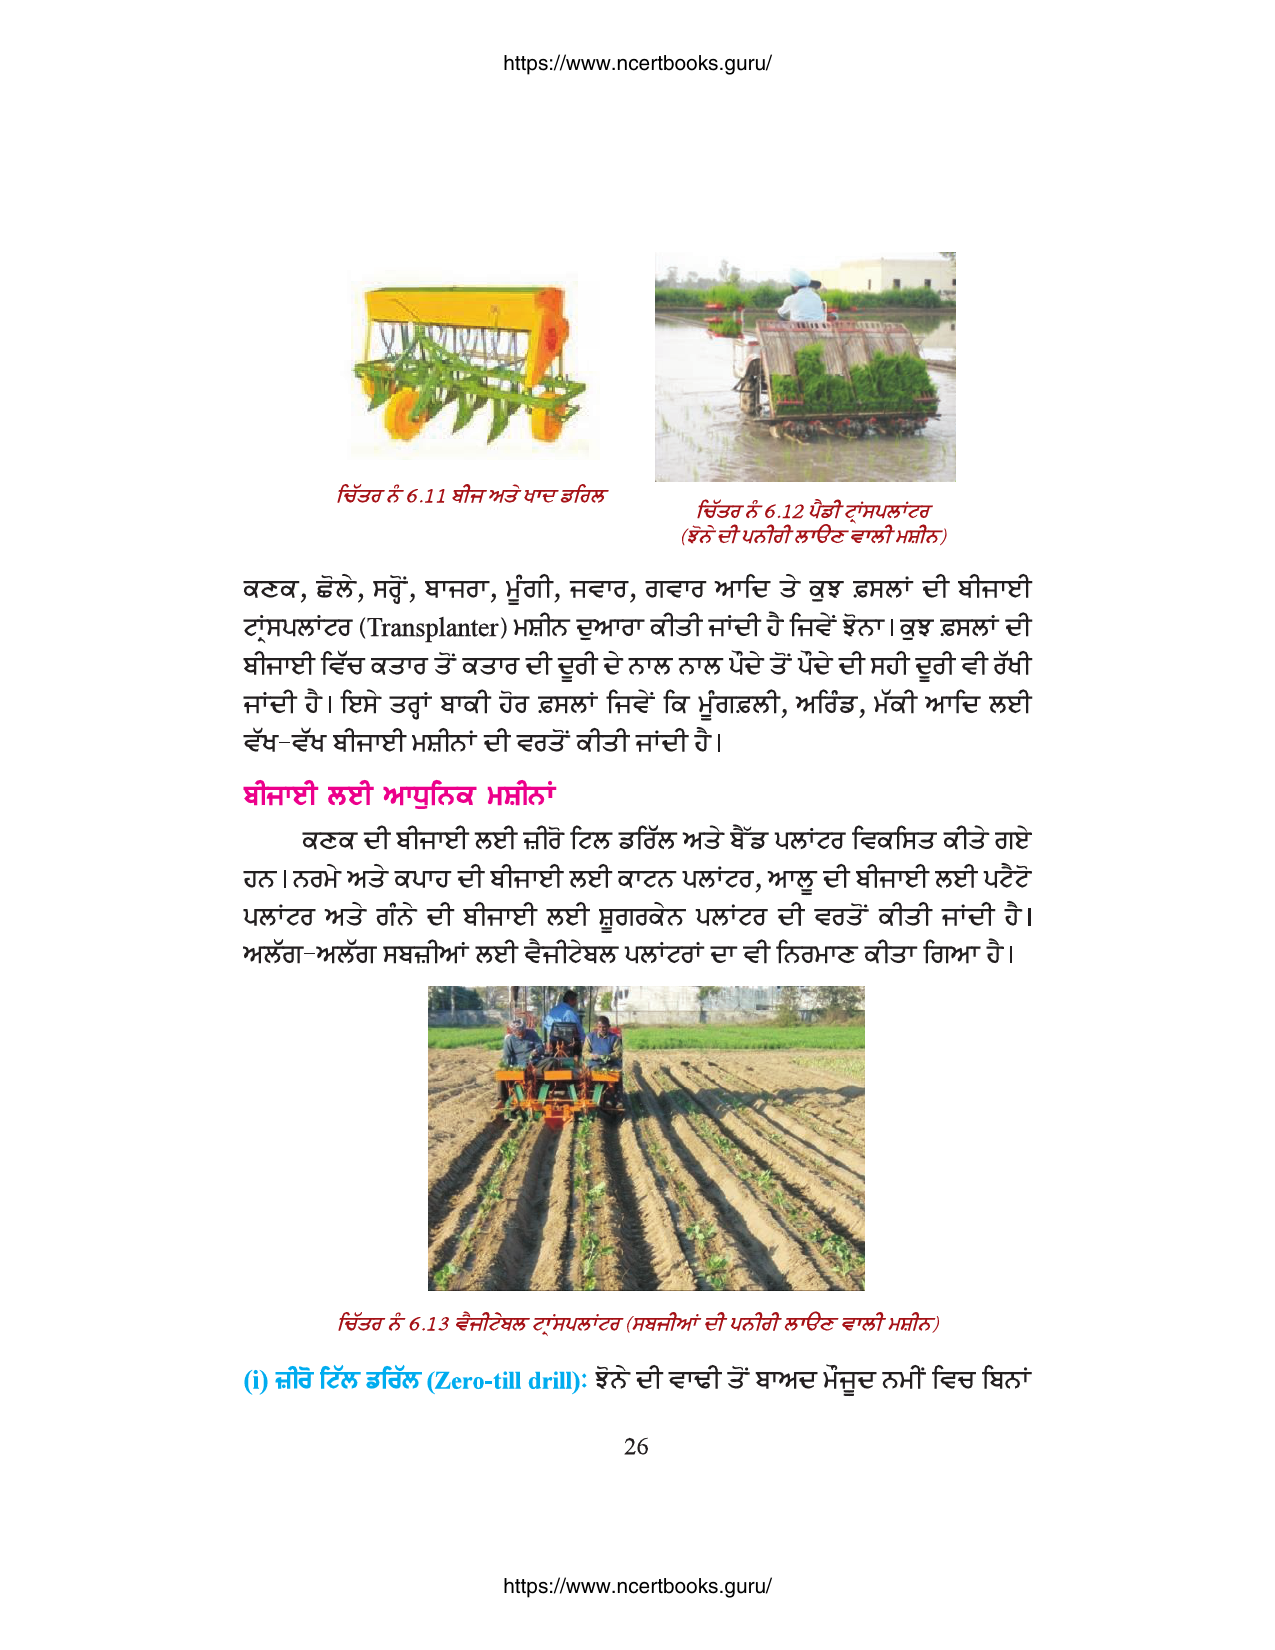 https://www.ncertbooks.guru/
ਚਿੱਤਰ ਨੰ 6.11 ਬੀਜ ਅਤੇ ਖਾਦ ਡਰਿਲ
ਚਿੱਤਰ ਨੰ 6.12 ਪੈਡੀ ਟ੍ਰਾਂਸਪਲਾਂਟਰ
(ਝੋਨੇ ਦੀ ਪਨੀਰੀ ਲਾਉਣ ਵਾਲੀ ਮਸ਼ੀਨ)
ਕਣਕ, ਛੋਲੇ, ਸਰ੍ਹੋਂ, ਬਾਜਰਾ, ਮੂੰਗੀ, ਜਵਾਰ, ਗਵਾਰ ਆਦਿ ਤੇ ਕੁਝ ਫ਼ਸਲਾਂ ਦੀ ਬੀਜਾਈ
ਟ੍ਰਾਂਸਪਲਾਂਟਰ (Transplanter) ਮਸ਼ੀਨ ਦੁਆਰਾ ਕੀਤੀ ਜਾਂਦੀ ਹੈ ਜਿਵੇਂ ਝੋਨਾ। ਕੁਝ ਫ਼ਸਲਾਂ ਦੀ
ਬੀਜਾਈ ਵਿੱਚ ਕਤਾਰ ਤੋਂ ਕਤਾਰ ਦੀ ਦੂਰੀ ਦੇ ਨਾਲ ਨਾਲ ਪੌਦੇ ਤੋਂ ਪੌਦੇ ਦੀ ਸਹੀ ਦੂਰੀ ਵੀ ਰੱਖੀ
ਜਾਂਦੀ ਹੈ। ਇਸੇ ਤਰ੍ਹਾਂ ਬਾਕੀ ਹੋਰ ਫ਼ਸਲਾਂ ਜਿਵੇਂ ਕਿ ਮੂੰਗਫ਼ਲੀ, ਅਰਿੰਡ, ਮੱਕੀ ਆਦਿ ਲਈ
ਵੱਖ-ਵੱਖ ਬੀਜਾਈ ਮਸ਼ੀਨਾਂ ਦੀ ਵਰਤੋਂ ਕੀਤੀ ਜਾਂਦੀ ਹੈ।
ਬੀਜਾਈ ਲਈ ਆਧੁਨਿਕ ਮਸ਼ੀਨਾਂ
ਕਣਕ ਦੀ ਬੀਜਾਈ ਲਈ ਜ਼ੀਰੋ ਟਿਲ ਡਰਿੱਲ ਅਤੇ ਬੈੱਡ ਪਲਾਂਟਰ ਵਿਕਸਿਤ ਕੀਤੇ ਗਏ
ਹਨ। ਨਰਮੇ ਅਤੇ ਕਪਾਹ ਦੀ ਬੀਜਾਈ ਲਈ ਕਾਟਨ ਪਲਾਂਟਰ, ਆਲੂ ਦੀ ਬੀਜਾਈ ਲਈ ਪਟੈਟੋ
ਪਲਾਂਟਰ ਅਤੇ ਗੰਨੇ ਦੀ ਬੀਜਾਈ ਲਈ ਸ਼ੂਗਰਕੇਨ ਪਲਾਂਟਰ ਦੀ ਵਰਤੋਂ ਕੀਤੀ ਜਾਂਦੀ ਹੈ।
ਅਲੱਗ-ਅਲੱਗ ਸਬਜ਼ੀਆਂ ਲਈ ਵੈਜੀਟੇਬਲ ਪਲਾਂਟਰਾਂ ਦਾ ਵੀ ਨਿਰਮਾਣ ਕੀਤਾ ਗਿਆ ਹੈ।
ਚਿੱਤਰ ਨੰ 6.13 ਵੈਜੀਟੇਬਲ ਟ੍ਰਾਂਸਪਲਾਂਟਰ (ਸਬਜੀਆਂ ਦੀ ਪਨੀਰੀ ਲਾਉਣ ਵਾਲੀ ਮਸ਼ੀਨ)
(i) ਜ਼ੀਰੋ ਟਿੱਲ ਡਰਿੱਲ (Zero-till drill): ਝੋਨੇ ਦੀ ਵਾਢੀ ਤੋਂ ਬਾਅਦ ਮੌਜੂਦ ਨਮੀਂ ਵਿਚ ਬਿਨਾਂ
26
https://www.ncertbooks.guru/